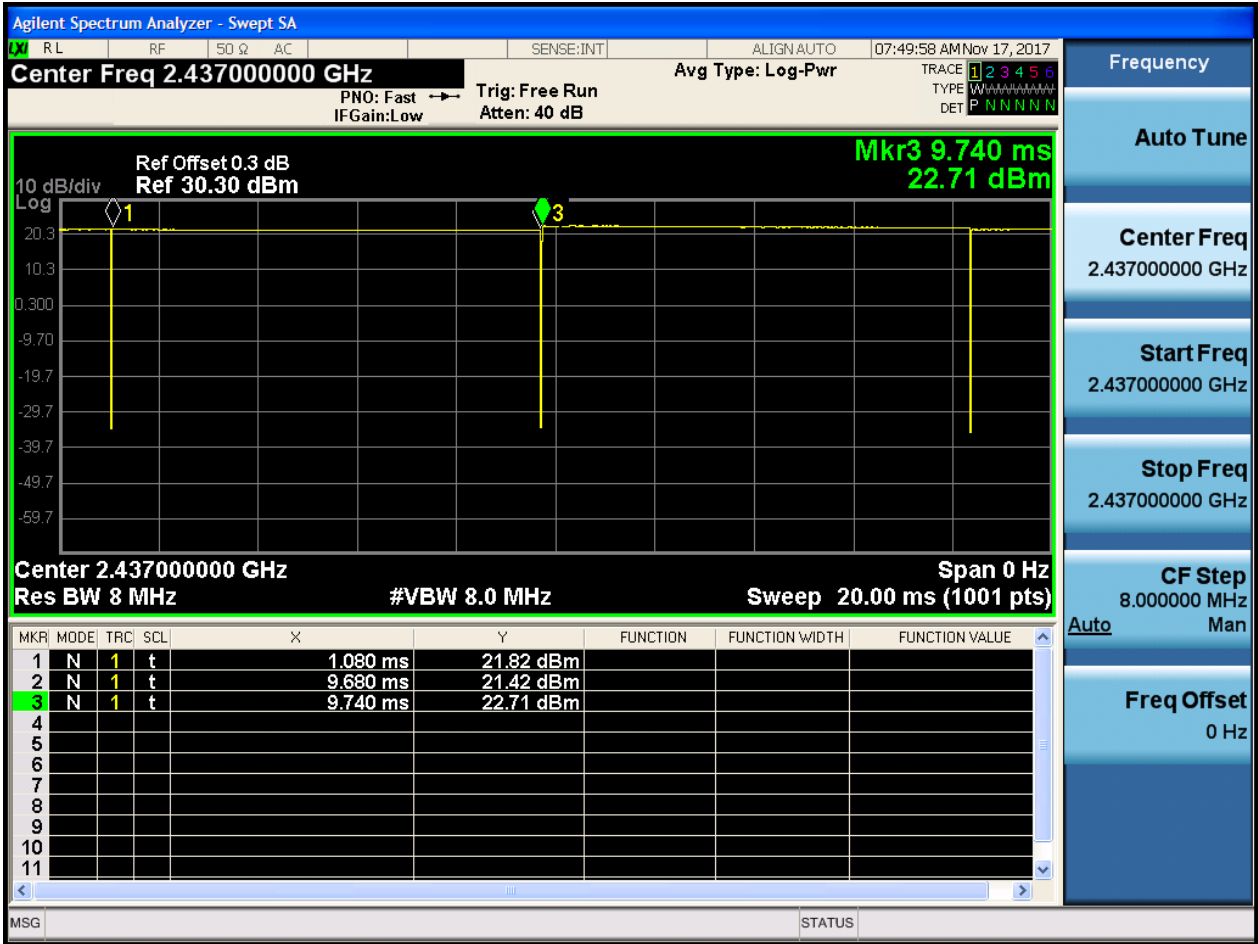 Agilent Spectrum Analyzer - Swept SA
LXI RL RF 50 Ω AC SENSE:INT ALIGNAUTO 07:49:58 AM Nov 17, 2017
Center Freq 2.437000000 GHz
PNO: Fast
IFGain:Low
Trig: Free Run
Atten: 40 dB
Avg Type: Log-Pwr
TRACE 1 2 3 4 5 6
TYPE WWWWWW
DET P N N N N N
Mkr3 9.740 ms
22.71 dBm
Ref Offset 0.3 dB
10 dB/div Ref 30.30 dBm
Log
1
3
20.3
10.3
0.300
-9.70
-19.7
-29.7
-39.7
-49.7
-59.7
Center 2.437000000 GHz Span 0 Hz
Res BW 8 MHz #VBW 8.0 MHz Sweep 20.00 ms (1001 pts)
MKR MODE TRC SCL X Y FUNCTION FUNCTION WIDTH FUNCTION VALUE
1 N 1 t 1.080 ms 21.82 dBm
2 N 1 t 9.680 ms 21.42 dBm
3 N 1 t 9.740 ms 22.71 dBm
4
5
6
7
8
9
10
11
MSG STATUS
Frequency
Auto Tune
Center Freq
2.437000000 GHz
Start Freq
2.437000000 GHz
Stop Freq
2.437000000 GHz
CF Step
8.000000 MHz
Auto Man
Freq Offset
0 Hz